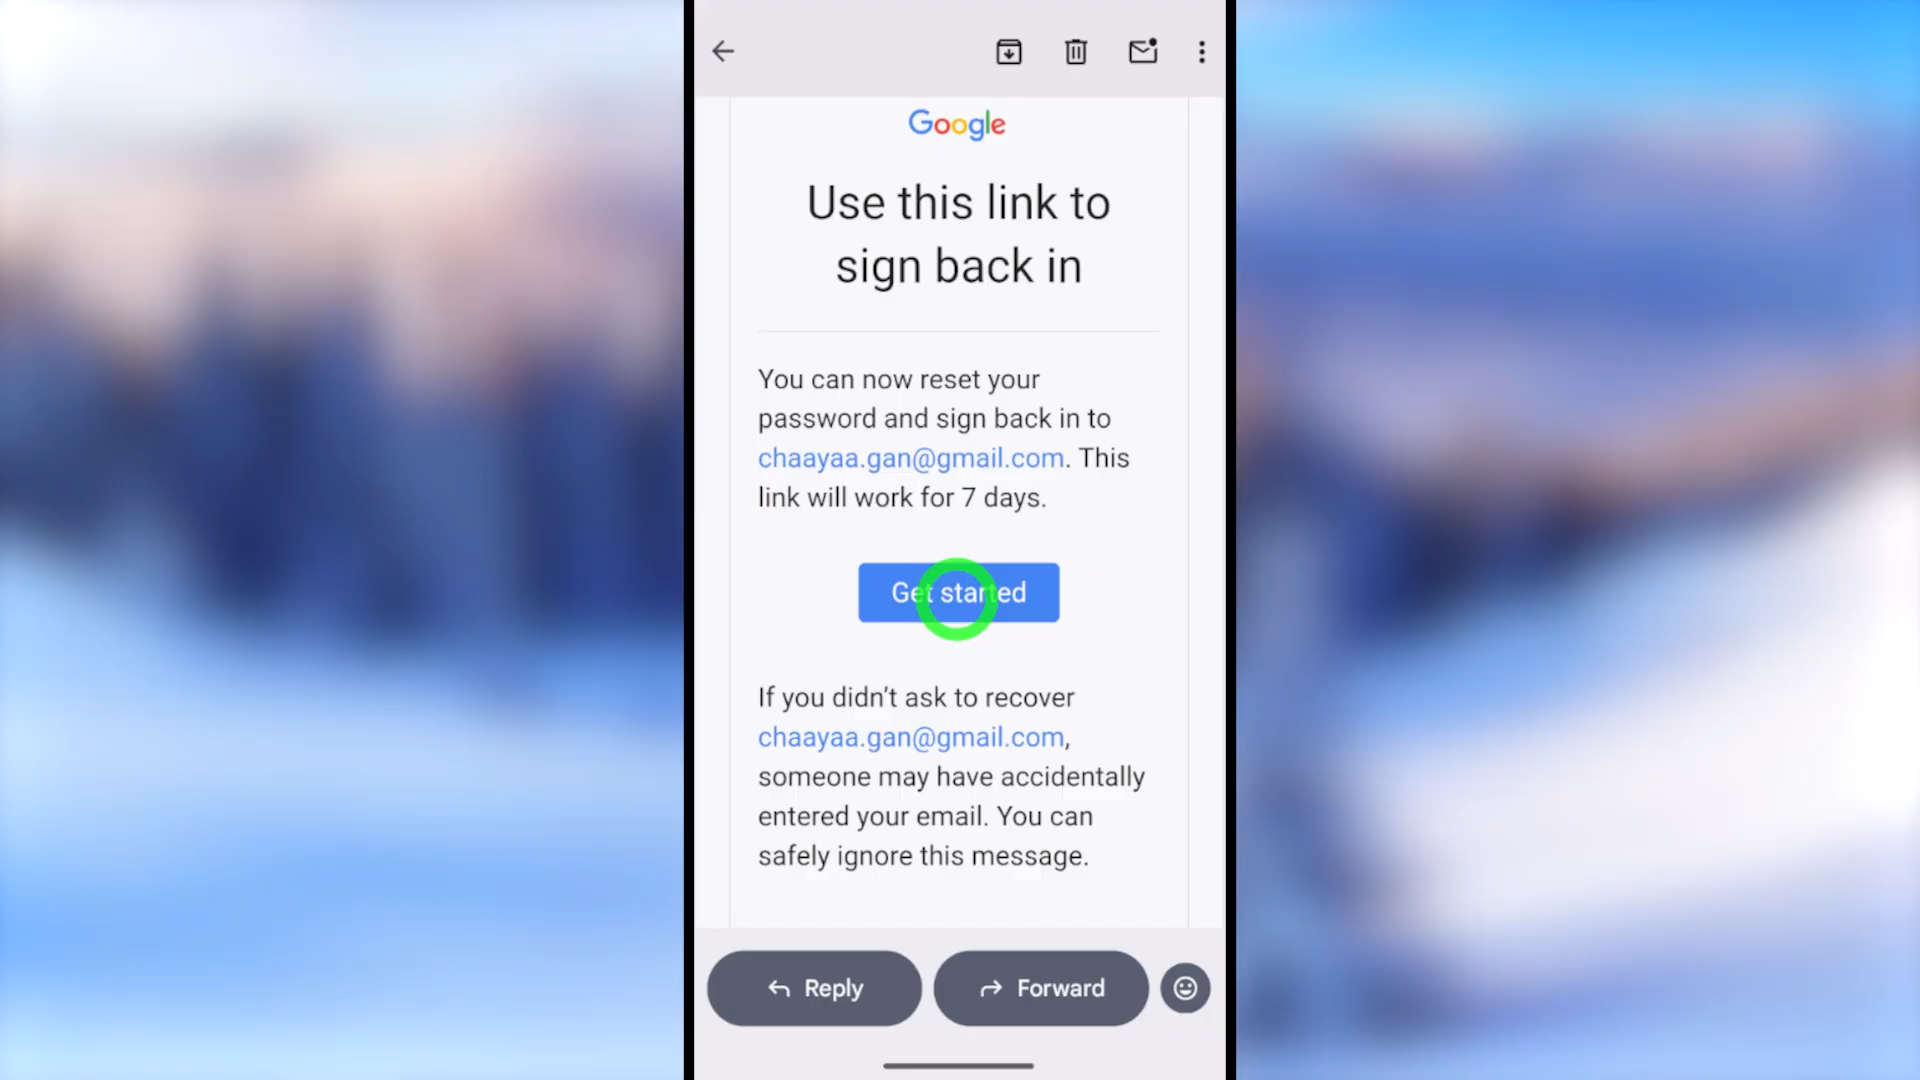 Google
Use this link to
sign back in
You can now reset your
password and sign back in to
chaayaa.gan@gmail.com. This
link will work for 7 days.
Get started
If you didn’t ask to recover
chaayaa.gan@gmail.com,
someone may have accidentally
entered your email. You can
safely ignore this message.
Reply
Forward